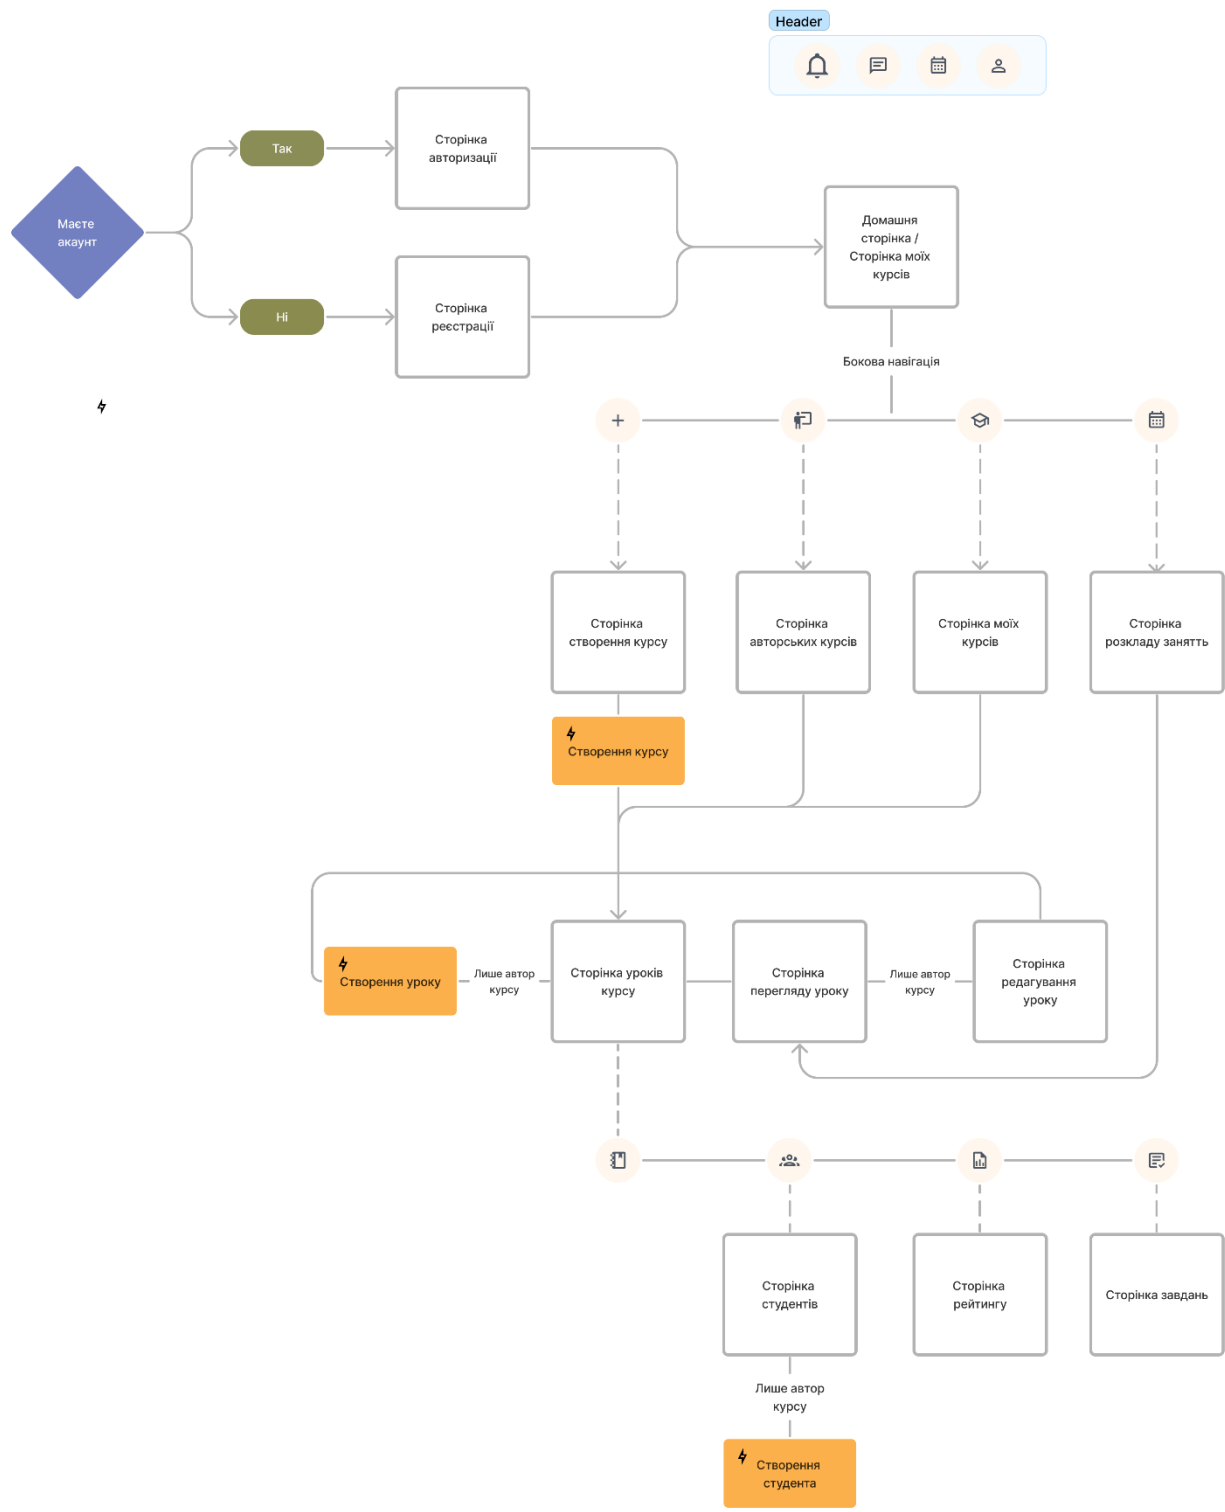 Header
Маєте
акаунт
Так
Ні
Сторінка
авторизації
Сторінка
реєстрації
Домашня
сторінка /
Сторінка моїх
курсів
Бокова навігація
Сторінка
створення курсу
Сторінка
авторських курсів
Сторінка моїх
курсів
Сторінка
розкладу занятть
Створення курсу
Створення уроку
Лише автор
курсу
Сторінка уроків
курсу
Сторінка
перегляду уроку
Лише автор
курсу
Сторінка
редагування
уроку
Сторінка
студентів
Сторінка
рейтингу
Сторінка завдань
Лише автор
курсу
Створення
студента